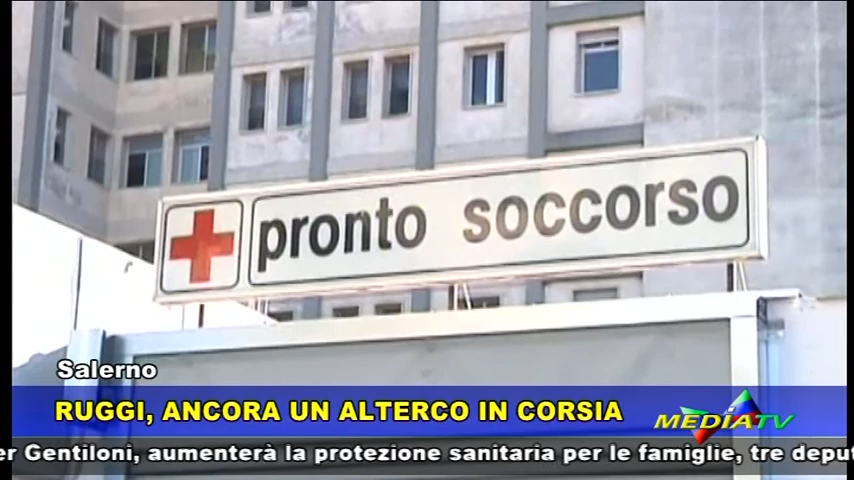 pronto soccorso
Salerno
RUGGI, ANCORA UN ALTERCO IN CORSIA
MEDIATV
er Gentiloni, aumenterà la protezione sanitaria per le famiglie, tre deput